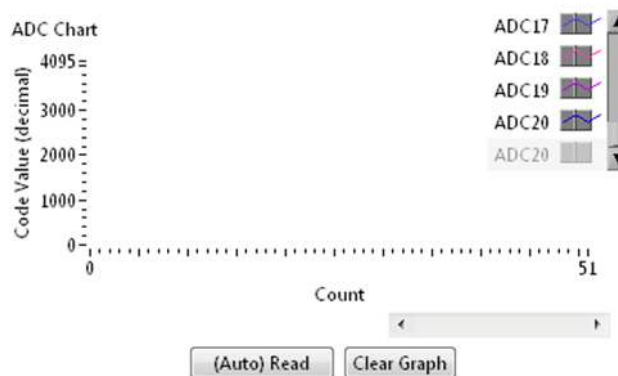 ADC Chart
ADC17
ADC18
ADC19
ADC20
ADC20
Code Value (decimal)
4095
3000
2000
1000
0
0
51
Count
(Auto) Read
Clear Graph